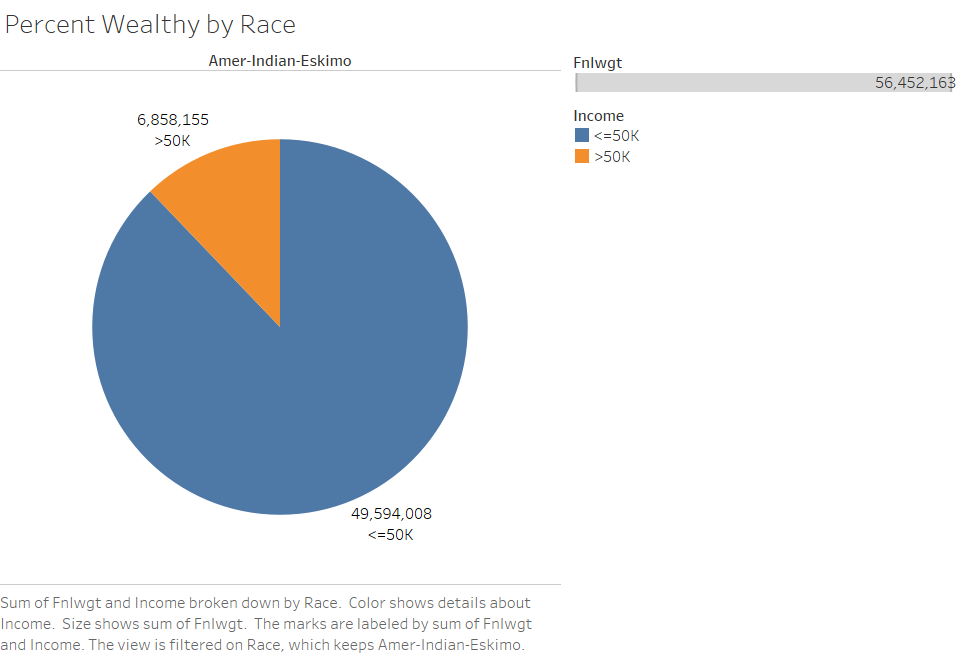 Percent Wealthy by Race
Amer-Indian-Eskimo
6,858,155
>50K
49,594,008
<=50K
Fnlwgt
56,452,163
Income
<=50K
>50K
Sum of Fnlwgt and Income broken down by Race.  Color shows details about
Income.  Size shows sum of Fnlwgt.  The marks are labeled by sum of Fnlwgt
and Income. The view is filtered on Race, which keeps Amer-Indian-Eskimo.